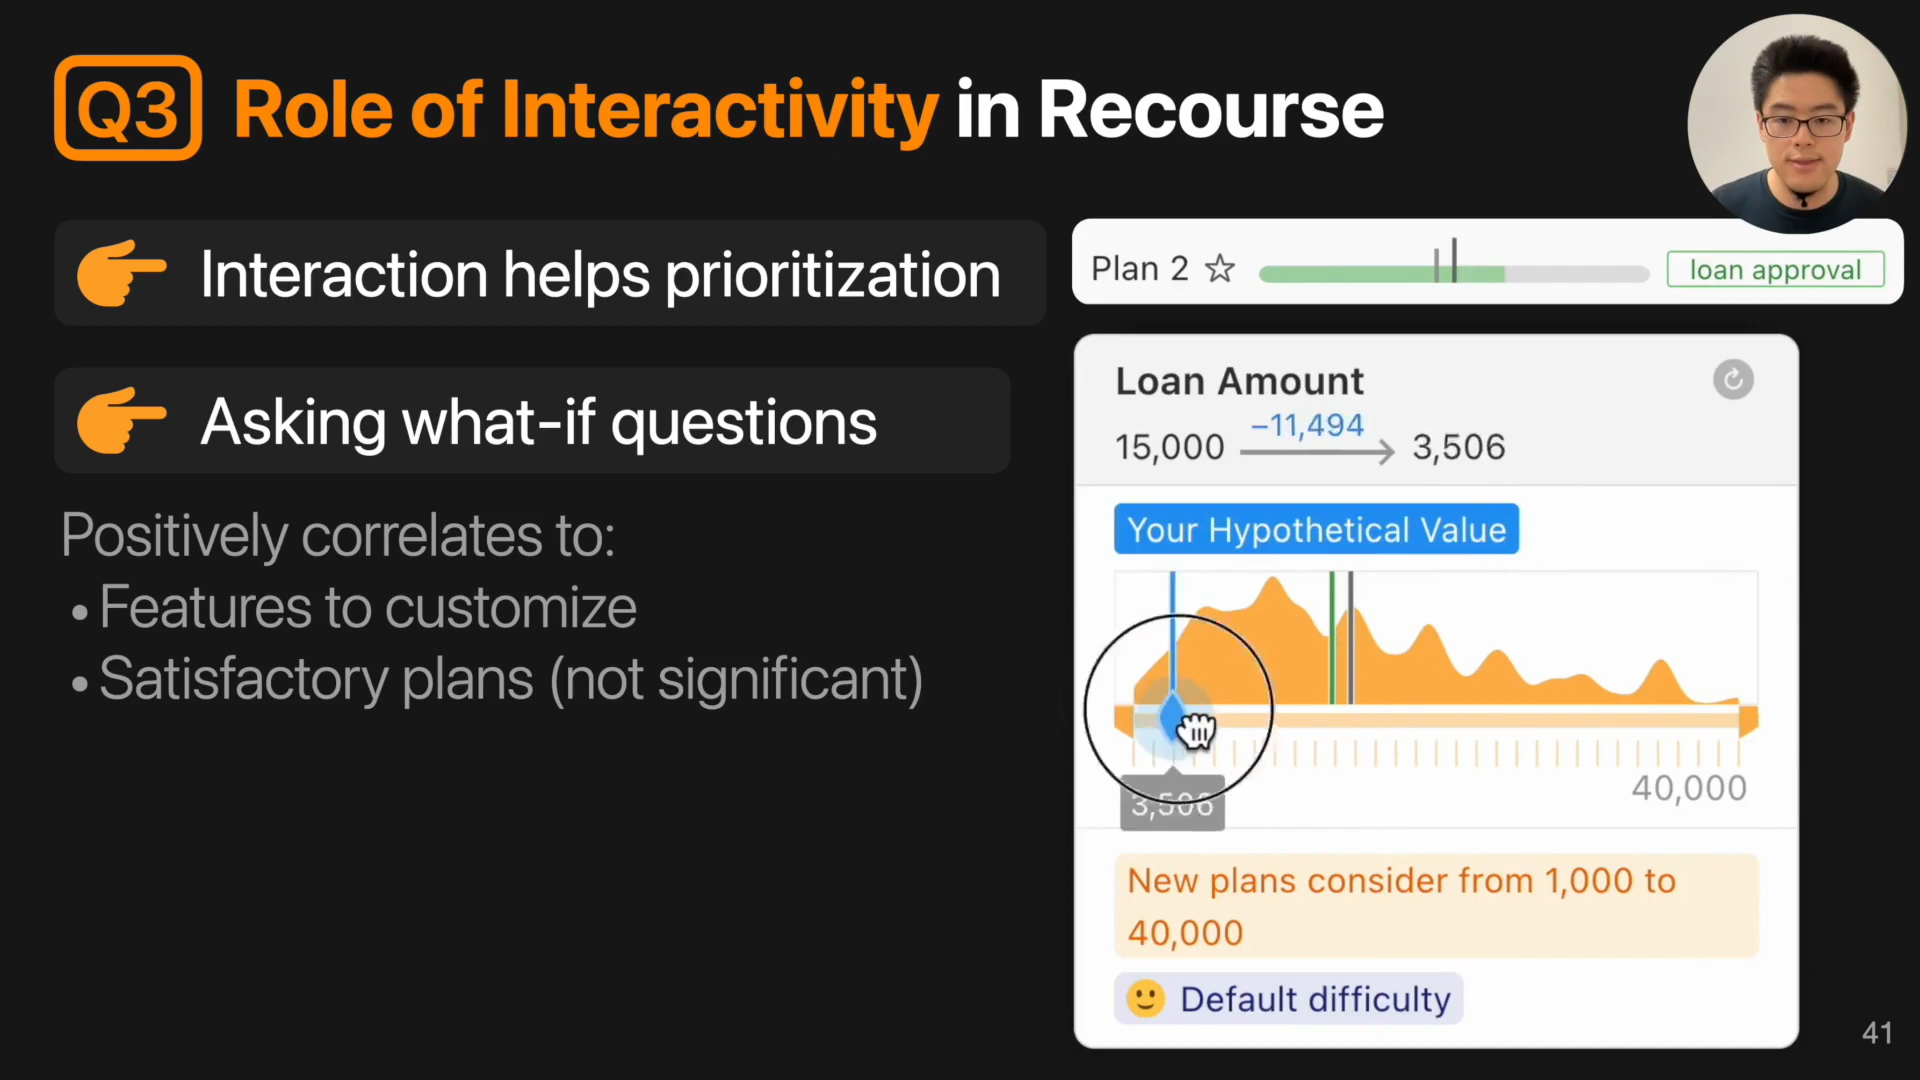 Q3 Role of Interactivity in Recourse
Interaction helps prioritization
Asking what-if questions
Positively correlates to:
• Features to customize
• Satisfactory plans (not significant)
Plan 2 ☆ loan approval
Loan Amount
−11,494
15,000 → 3,506
Your Hypothetical Value
40,000
3,506
New plans consider from 1,000 to
40,000
🙂 Default difficulty
41